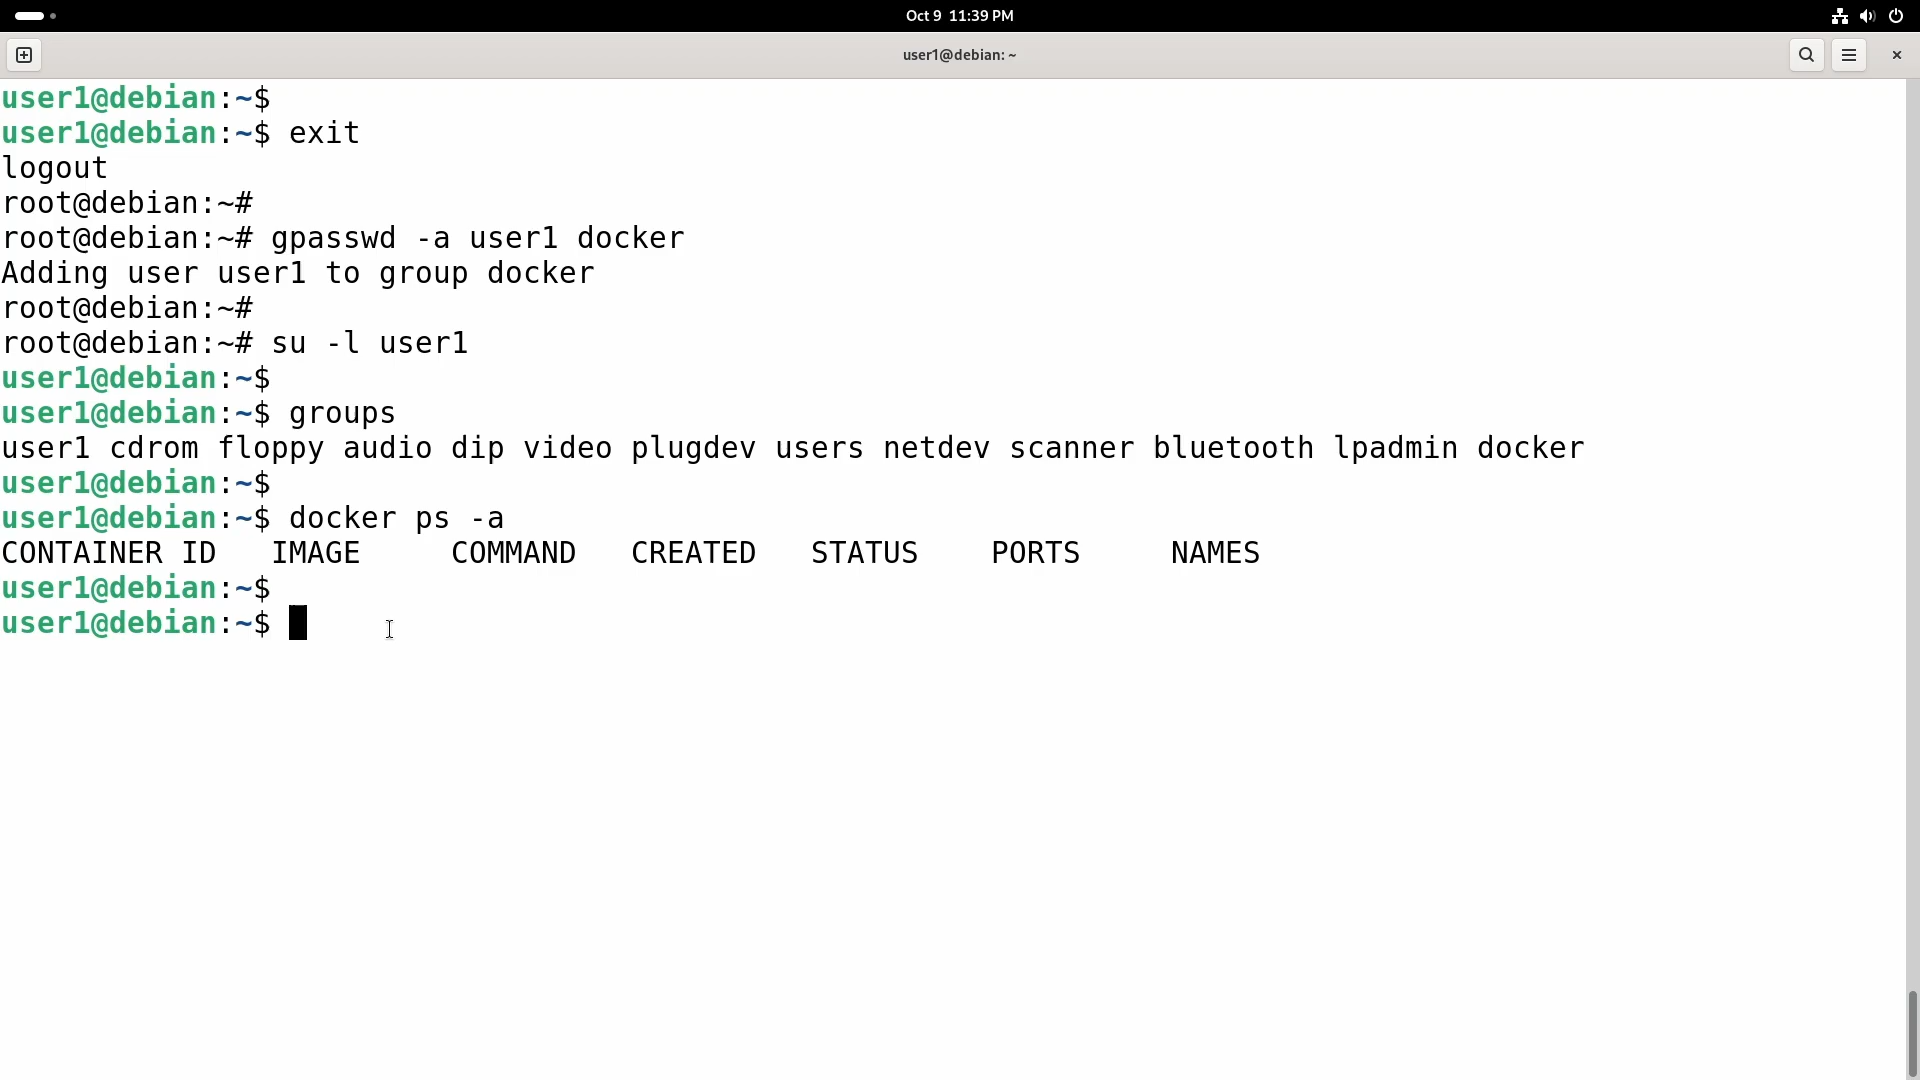 Oct 9 11:39 PM
user1@debian: ~
user1@debian:~$
user1@debian:~$ exit
logout
root@debian:~#
root@debian:~# gpasswd -a user1 docker
Adding user user1 to group docker
root@debian:~#
root@debian:~# su -l user1
user1@debian:~$
user1@debian:~$ groups
user1 cdrom floppy audio dip video plugdev users netdev scanner bluetooth lpadmin docker
user1@debian:~$
user1@debian:~$ docker ps -a
CONTAINER ID   IMAGE     COMMAND   CREATED   STATUS    PORTS     NAMES
user1@debian:~$
user1@debian:~$